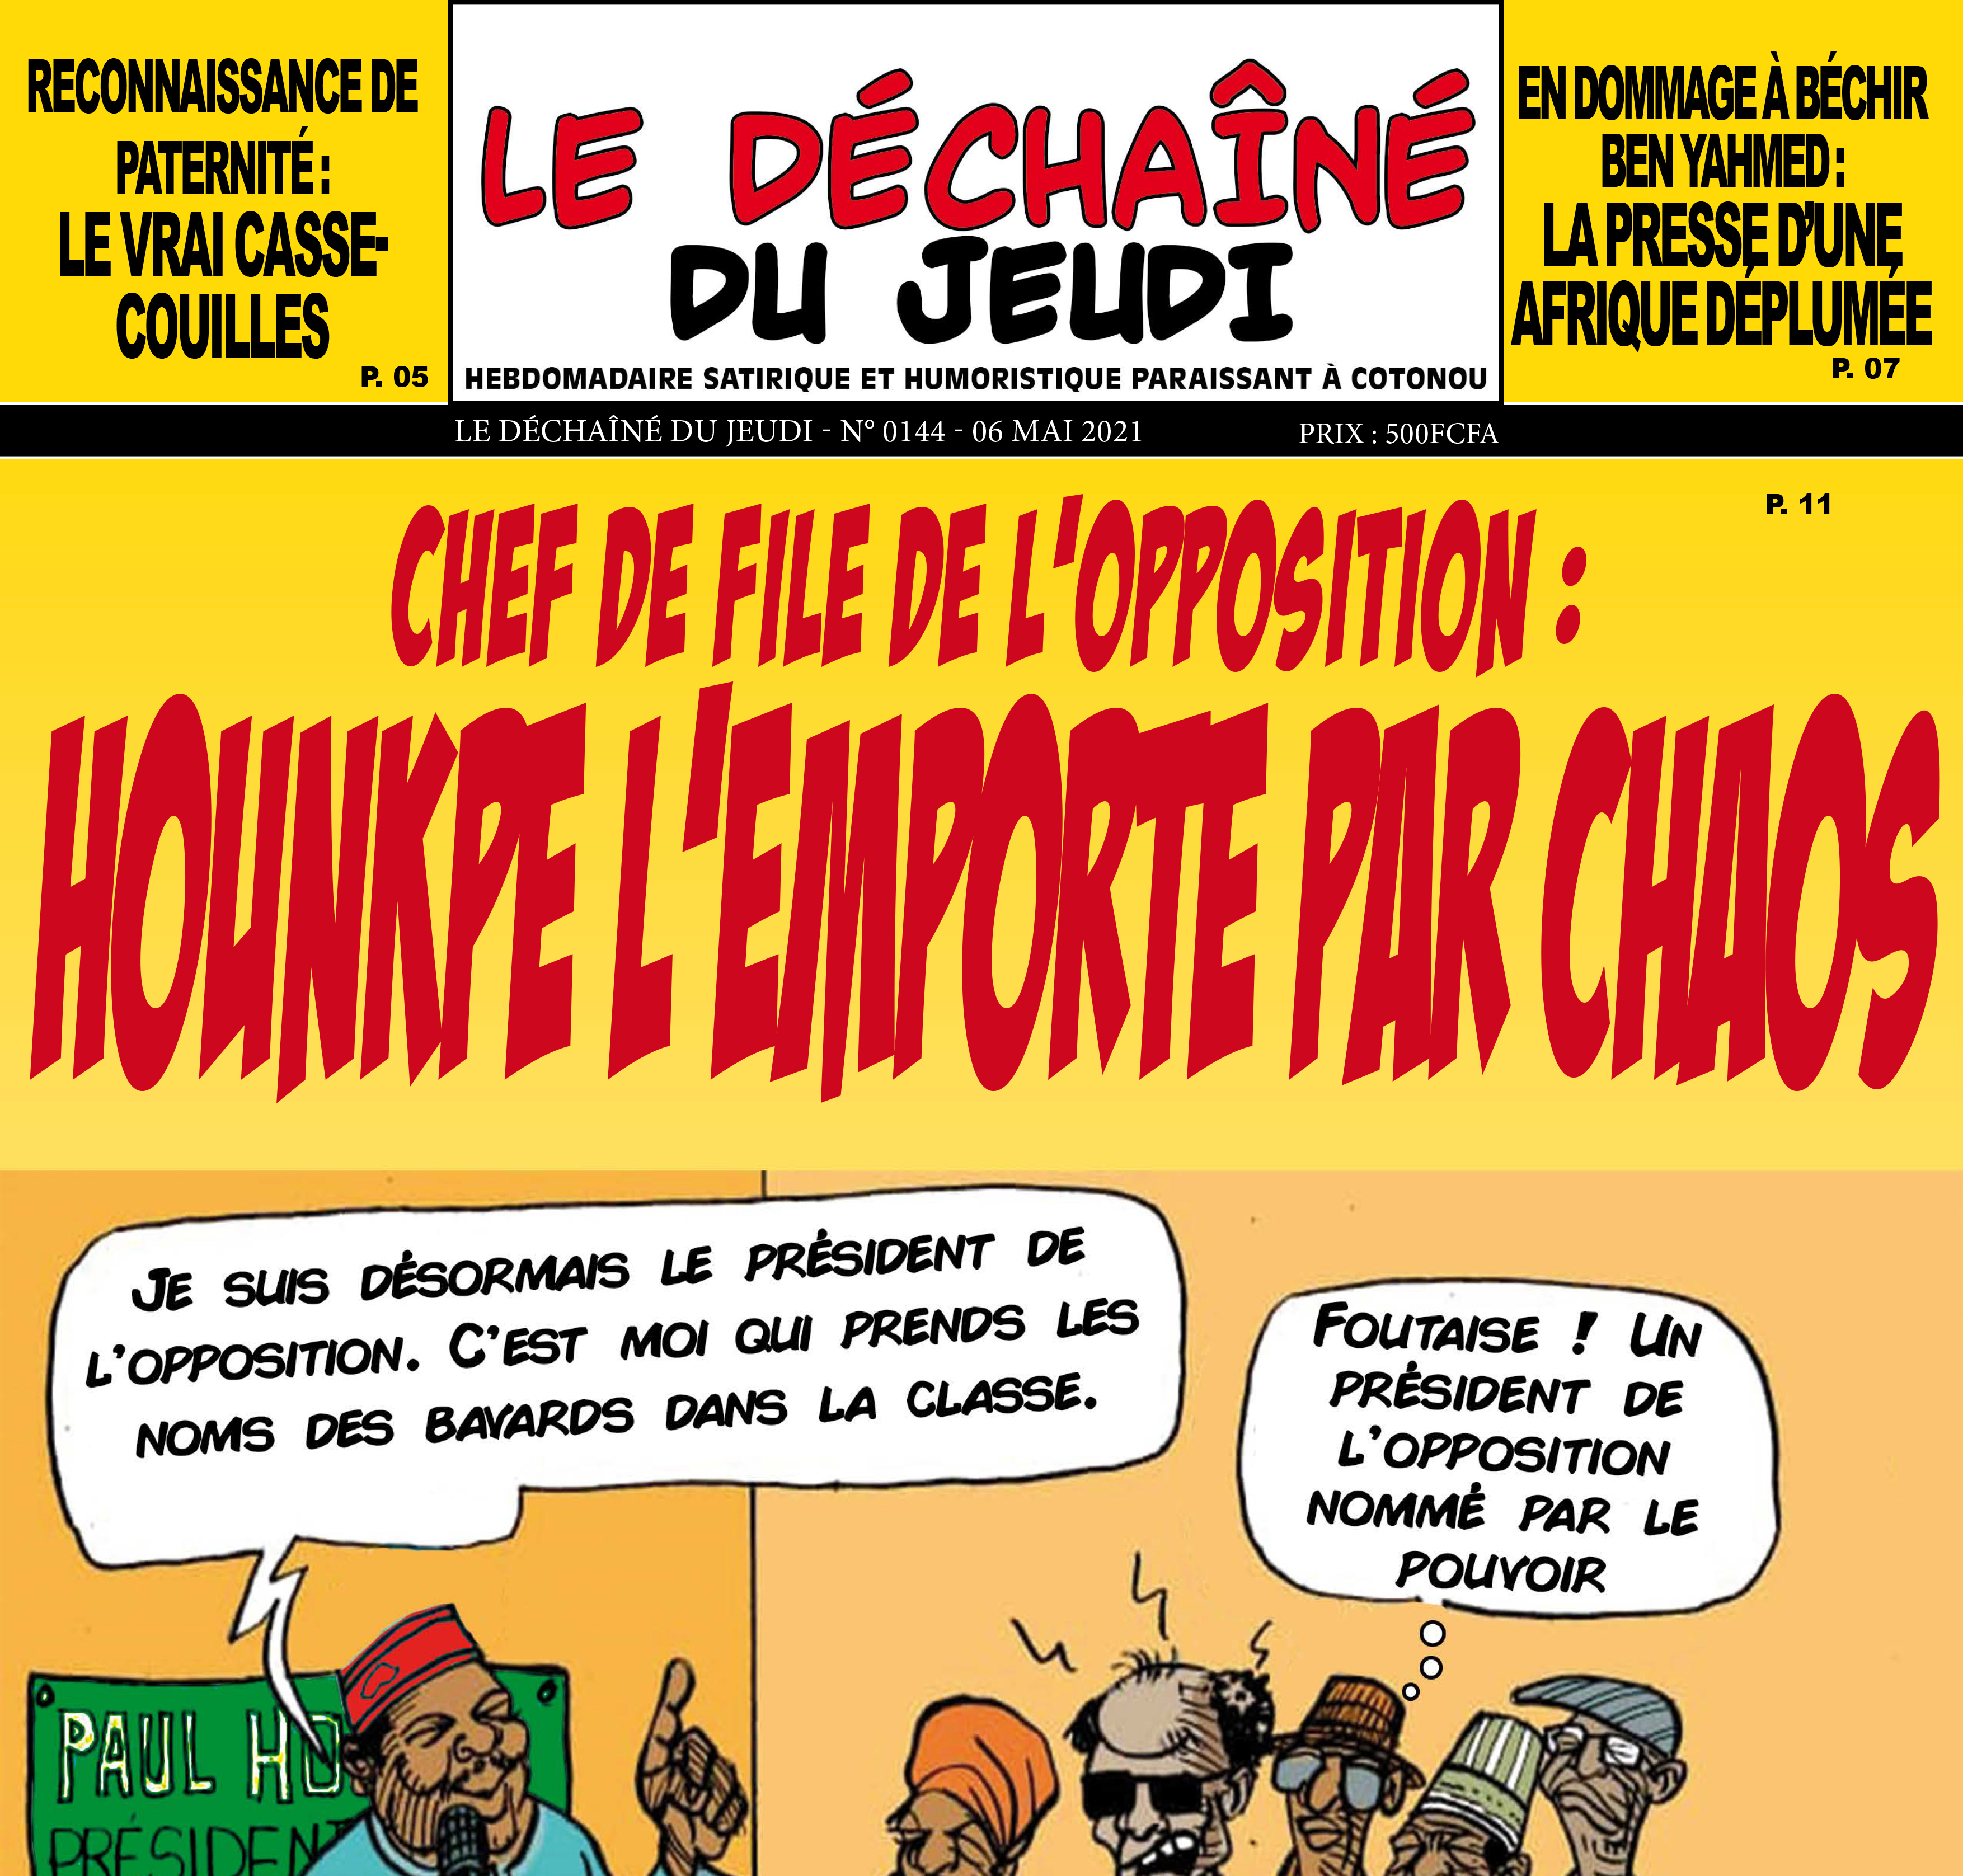 RECONNAISSANCE DE
PATERNITÉ :
LE VRAI CASSE-
COUILLES
P. 05
LE DÉCHAÎNÉ
DU JEUDI
HEBDOMADAIRE SATIRIQUE ET HUMORISTIQUE PARAISSANT À COTONOU
EN DOMMAGE À BÉCHIR
BEN YAHMED :
LA PRESSE D'UNE
AFRIQUE DÉPLUMÉE
P. 07
LE DÉCHAÎNÉ DU JEUDI - N° 0144 - 06 MAI 2021
PRIX : 500FCFA
P. 11
CHEF DE FILE DE L'OPPOSITION :
HOUNKPE L'EMPORTE PAR CHAOS
JE SUIS DÉSORMAIS LE PRÉSIDENT DE
L'OPPOSITION. C'EST MOI QUI PRENDS LES
NOMS DES BAVARDS DANS LA CLASSE.
FOUTAISE ! UN
PRÉSIDENT DE
L'OPPOSITION
NOMMÉ PAR LE
POUVOIR
PAUL HO
PRÉSIDENT